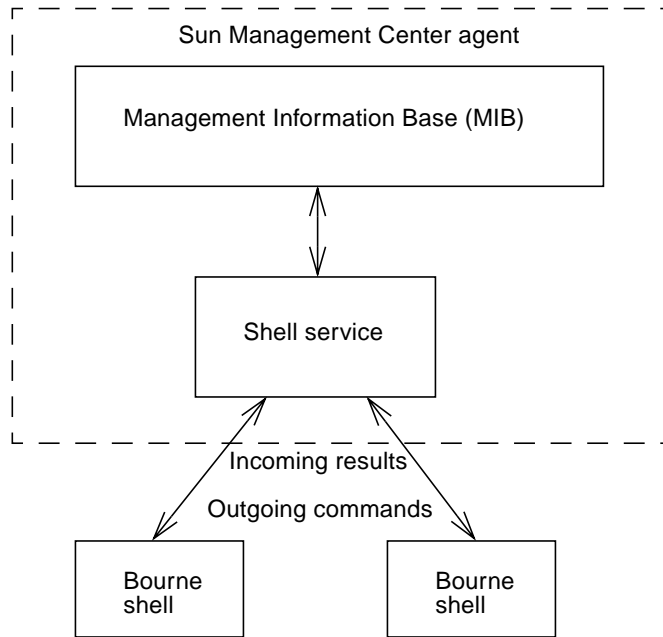 Sun Management Center agent
Management Information Base (MIB)
Shell service
Incoming results
Outgoing commands
Bourne
shell
Bourne
shell